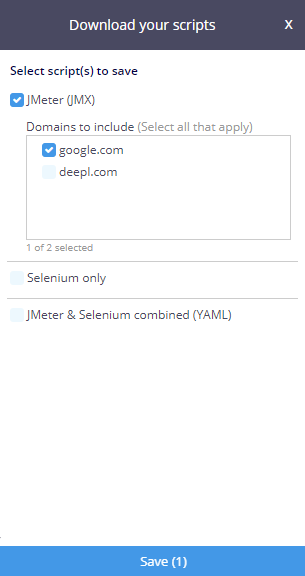 Download your scripts X
Select script(s) to save
JMeter (JMX)
Domains to include (Select all that apply)
google.com
deepl.com
1 of 2 selected
Selenium only
JMeter & Selenium combined (YAML)
Save (1)